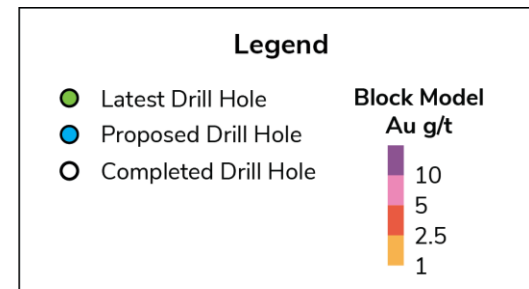 Legend
Latest Drill Hole
Proposed Drill Hole
Completed Drill Hole
Block Model
Au g/t
10
5
2.5
1